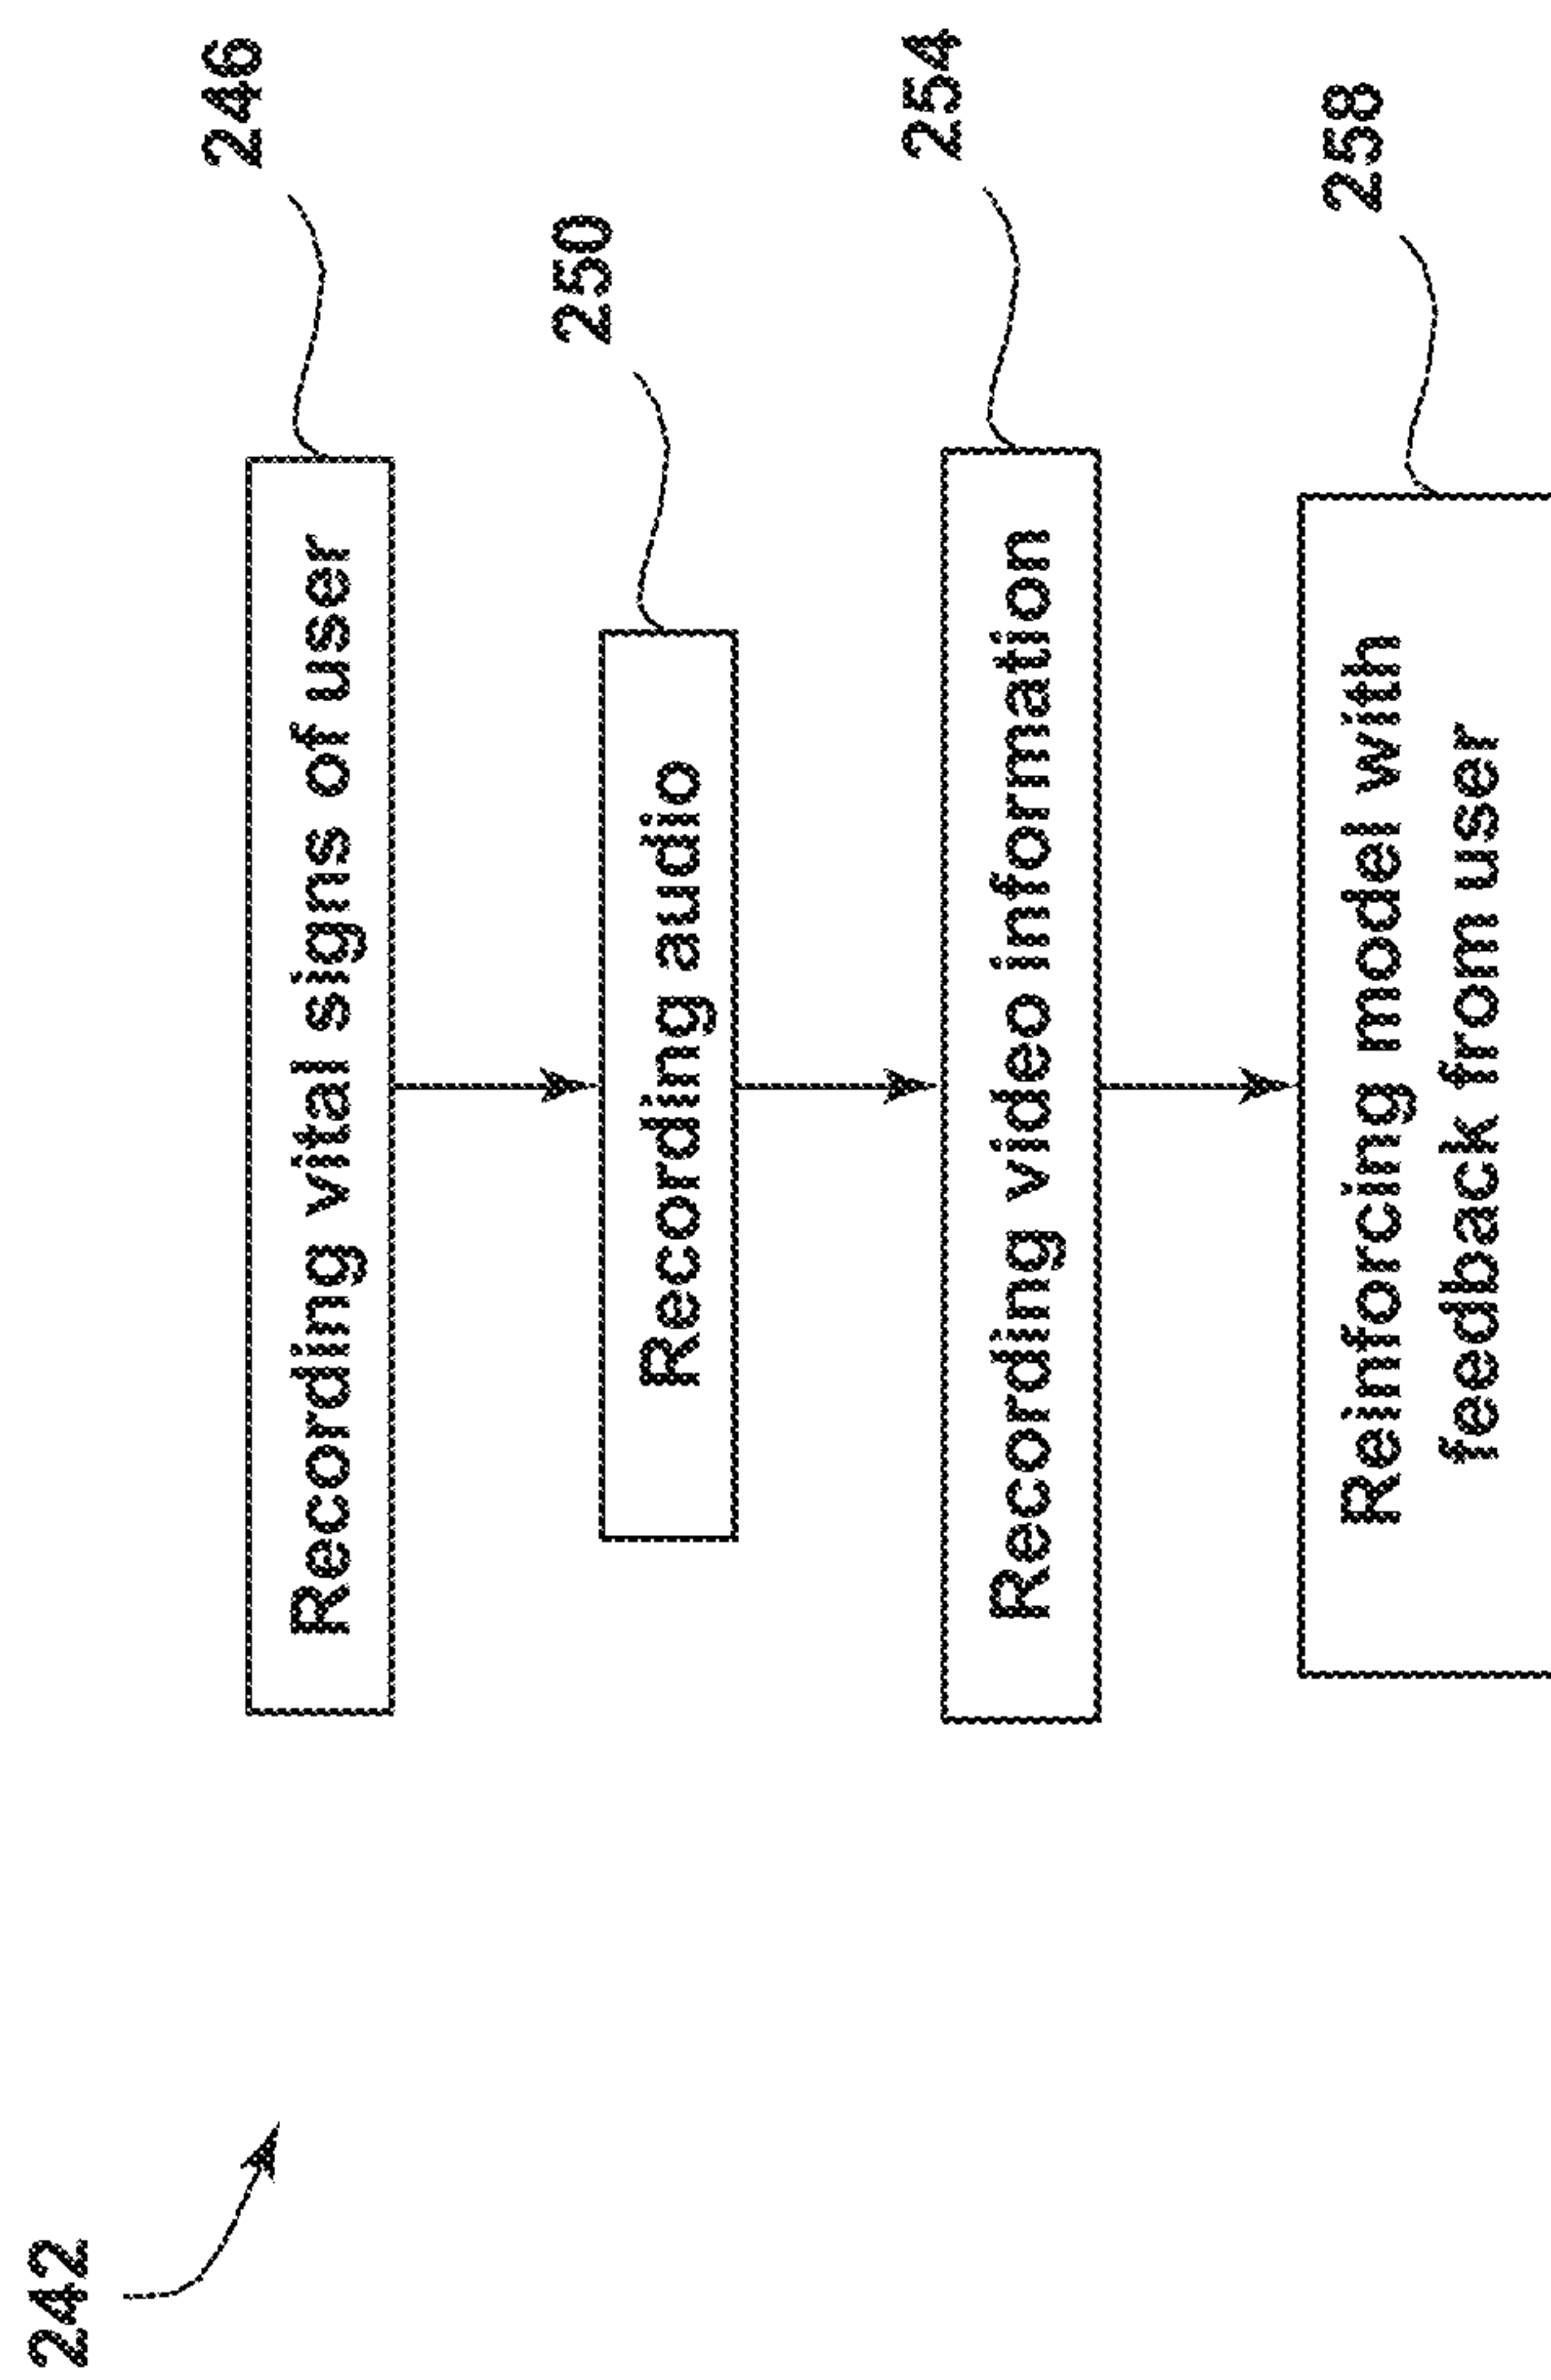 242
246
Recording vital signs of user
250
Recording audio
254
Recording video information
258
Reinforcing model with
feedback from user